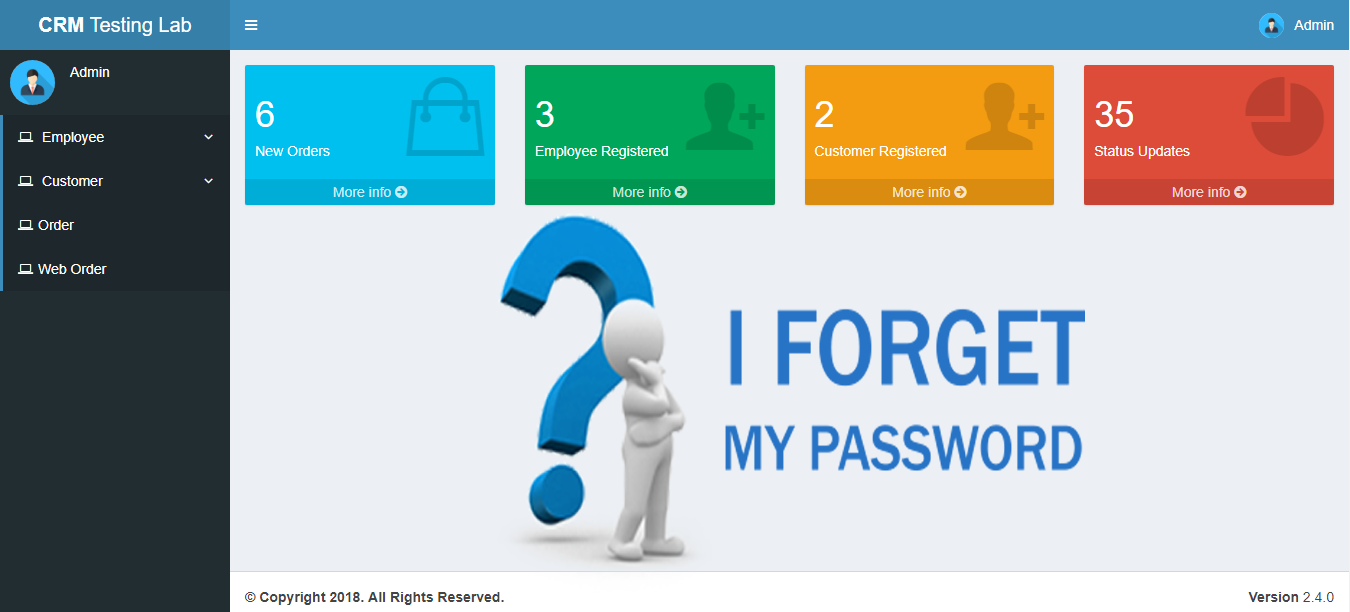 CRM Testing Lab
Admin
Admin
Employee
Customer
Order
Web Order
6
New Orders
More info
3
Employee Registered
More info
2
Customer Registered
More info
35
Status Updates
More info
I FORGET
MY PASSWORD
© Copyright 2018. All Rights Reserved.
Version 2.4.0